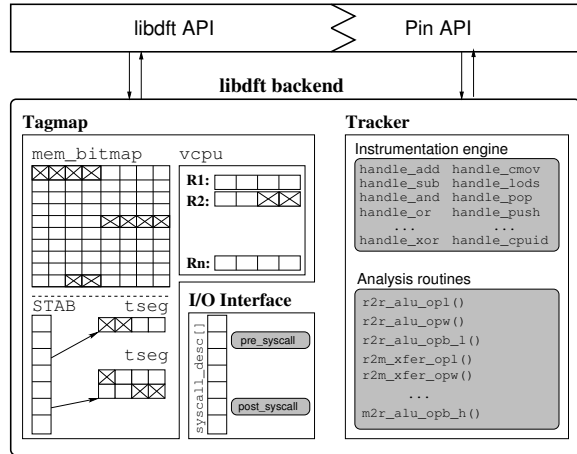 libdft API
Pin API
libdft backend
Tagmap
mem_bitmap
vcpu
R1:
R2:
Rn:
STAB
tseg
tseg
I/O Interface
syscall_desc[]
pre_syscall
post_syscall
Tracker
Instrumentation engine
handle_add handle_cmov
handle_sub handle_lods
handle_and handle_pop
handle_or handle_push
... ...
handle_xor handle_cpuid
Analysis routines
r2r_alu_opl()
r2r_alu_opw()
r2r_alu_opb_l()
r2m_xfer_opl()
r2m_xfer_opw()
...
m2r_alu_opb_h()